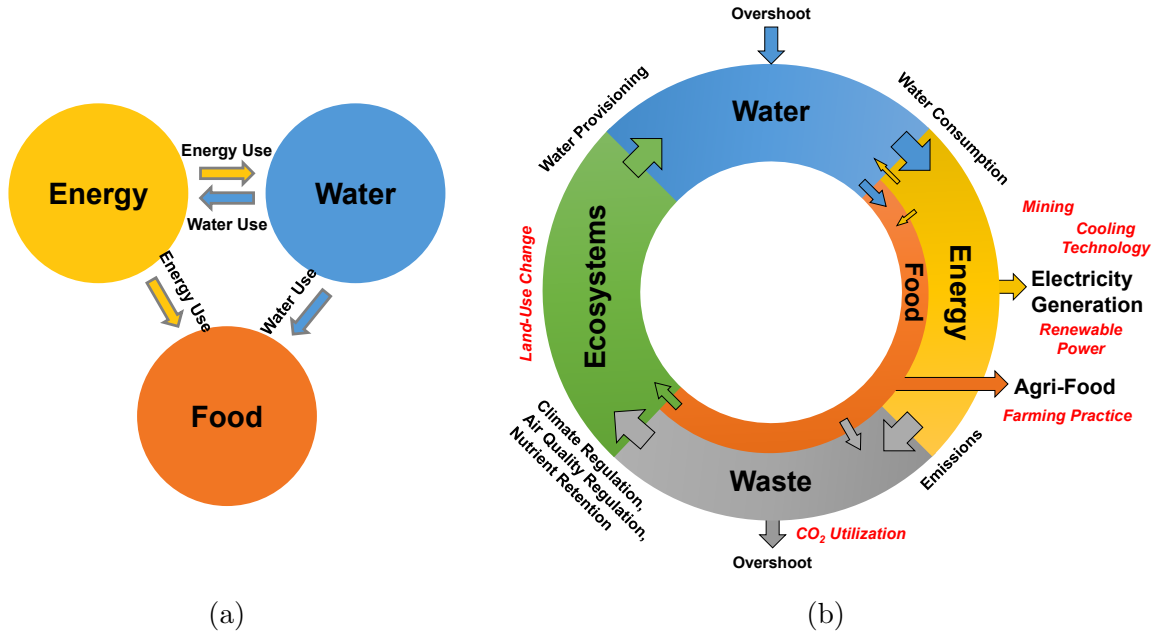 Energy
Energy Use
Water Use
Water
Energy Use
Water Use
Food
(a)
Overshoot
Water Provisioning
Water
Water Consumption
Mining
Cooling
Technology
Land-Use Change
Ecosystems
Food
Energy
Electricity
Generation
Renewable
Power
Agri-Food
Farming Practice
Climate Regulation,
Air Quality Regulation,
Nutrient Retention
Waste
Emissions
CO₂ Utilization
Overshoot
(b)